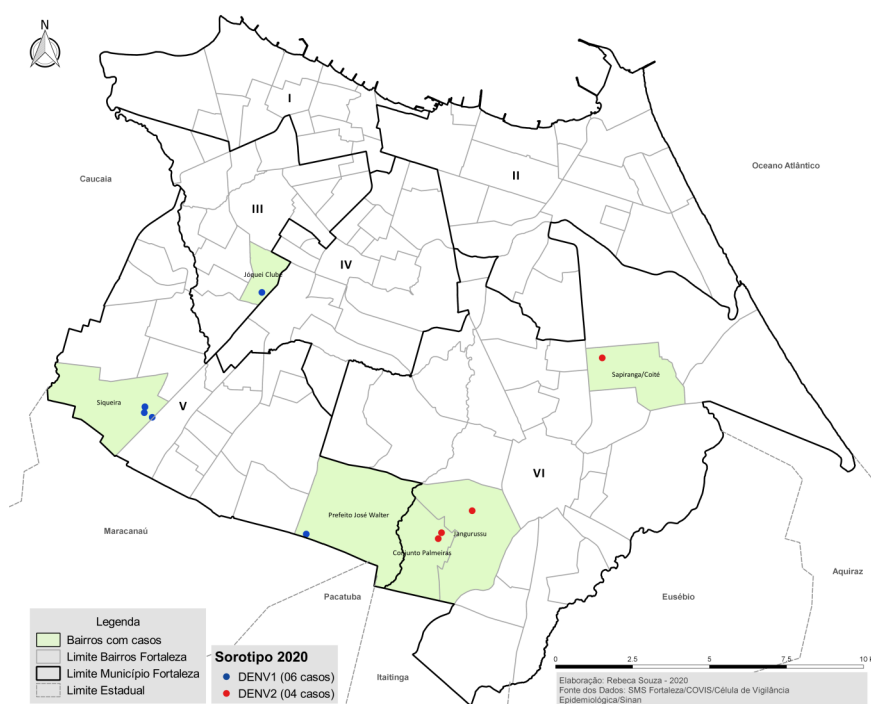 N
I
II
Oceano Atlântico
Caucaia
III
IV
Jóquei Clube
Sapiranga/Coité
Siqueira
V
VI
Prefeito José Walter
Jangurussu
Maracanaú
Conjunto Palmeiras
Aquiraz
Pacatuba
Eusébio
Itaitinga
Legenda
Bairros com casos
Limite Bairros Fortaleza
Limite Município Fortaleza
Limite Estadual
Sorotipo 2020
DENV1 (06 casos)
DENV2 (04 casos)
0 2,5 5 7,5 10
Elaboração: Rebeca Souza - 2020
Fonte dos Dados: SMS Fortaleza/COVIS/Célula de Vigilância
Epidemiológica/Sinan